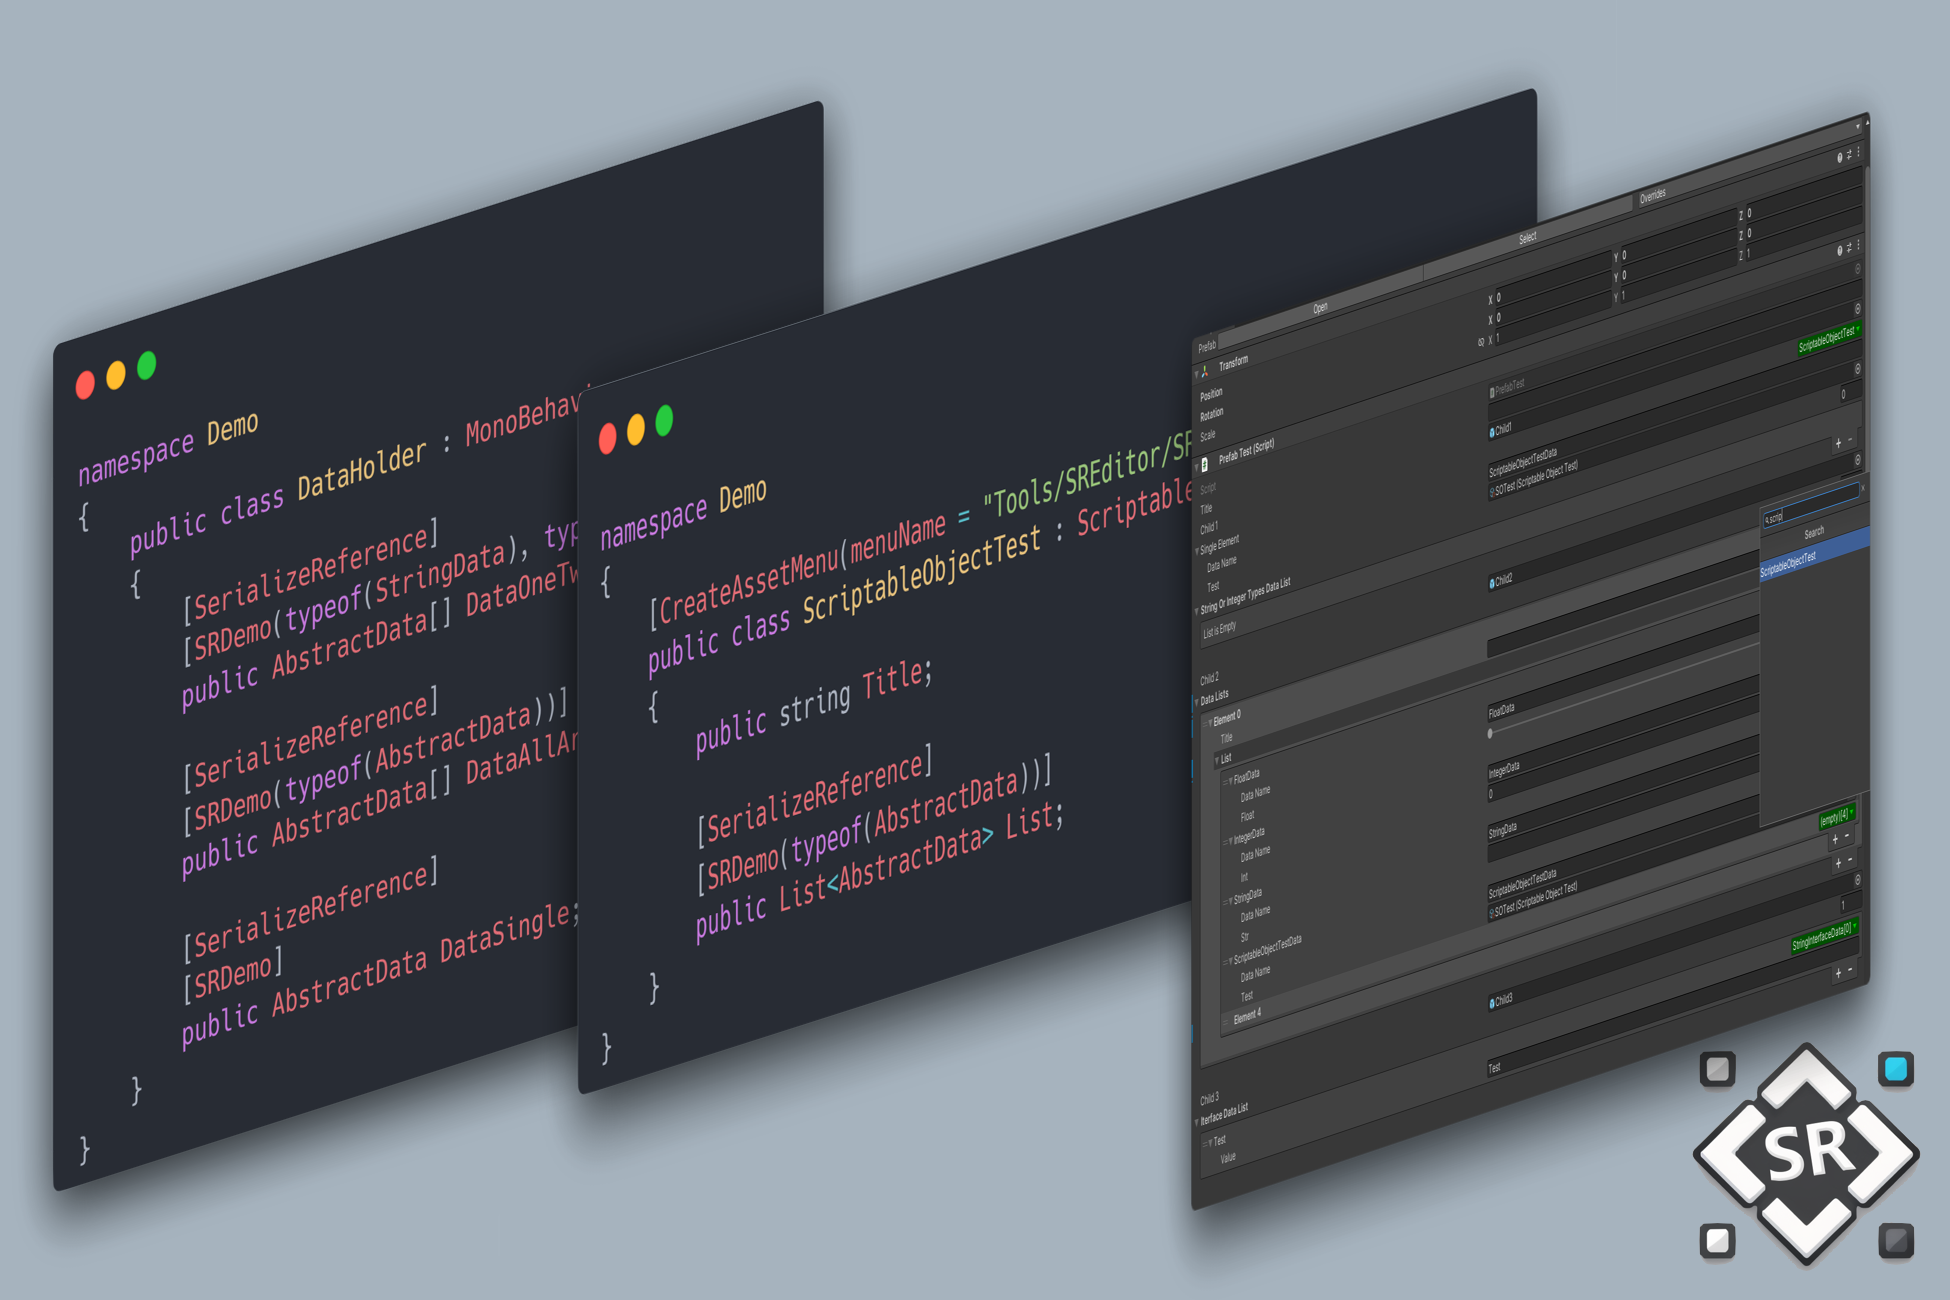 namespace Demo
{
public class DataHolder : MonoBehav
{
[SerializeReference]
[SRDemo(typeof(StringData), typ
public AbstractData[] DataOneTw
[SerializeReference]
[SRDemo(typeof(AbstractData))]
public AbstractData[] DataAllAr
[SerializeReference]
[SRDemo]
public AbstractData DataSingle;
}
}
namespace Demo
{
[CreateAssetMenu(menuName = "Tools/SREditor/SR
public class ScriptableObjectTest : Scriptable
{
public string Title;
[SerializeReference]
[SRDemo(typeof(AbstractData))]
public List<AbstractData> List;
}
}
Prefab Open Select Overrides
Transform
Position X 0 Y 0 Z 0
Rotation X 0 Y 0 Z 0
Scale X 1 Y 1 Z 1
Prefab Test (Script)
Script PrefabTest
Title
Child 1 Child1
Single Element ScriptableObjectTest
Data Name ScriptableObjectTestData
Test SOTest (Scriptable Object Test)
String Or Integer Types Data List 0
List is Empty
+ -
Child 2 Child2
Data Lists
Element 0
Title
List
FloatData
Data Name FloatData
Float
IntegerData
Data Name IntegerData
Int 0
StringData
Data Name StringData
Str
ScriptableObjectTestData
Data Name ScriptableObjectTestData
Test SOTest (Scriptable Object Test)
Element 4 (empty)[4]
+ -
+ -
Child 3 Child3
Iterface Data List 1
Test StringInterfaceData[0]
Value Test
+ -
scrip
Search
ScriptableObjectTest
SR